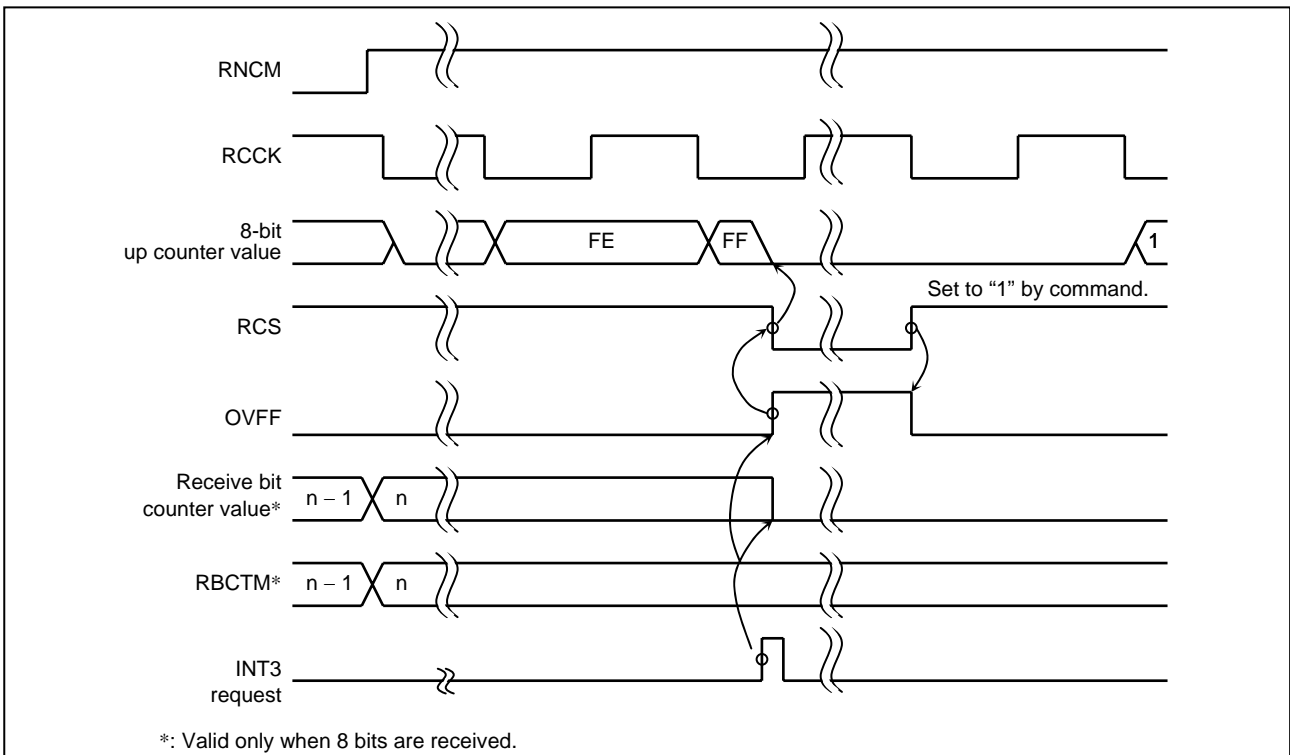 RNCM
RCCK
8-bit
up counter value
FE
FF
1
Set to “1” by command.
RCS
OVFF
Receive bit
counter value*
n – 1
n
RBCTM*
n – 1
n
INT3
request
*: Valid only when 8 bits are received.